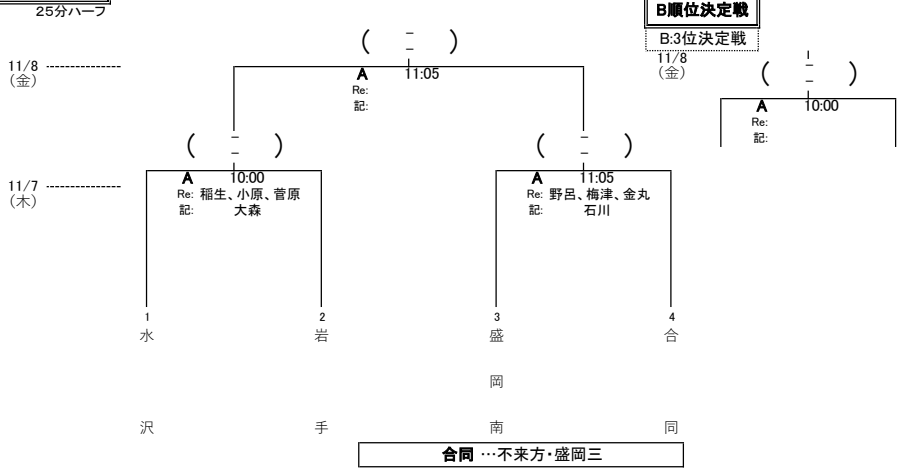 25分ハーフ
B順位決定戦
B:3位決定戦
11/8
(金)
( - - )
A 11:05
Re:
記:
11/8
(金)
( - - )
A 10:00
Re:
記:
11/7
(木)
( - - )
A 10:00
Re: 稲生、小原、菅原
記: 大森
( - - )
A 11:05
Re: 野呂、梅津、金丸
記: 石川
1 2 3 4
水沢
岩手
盛岡南
合同
合同 …不来方・盛岡三